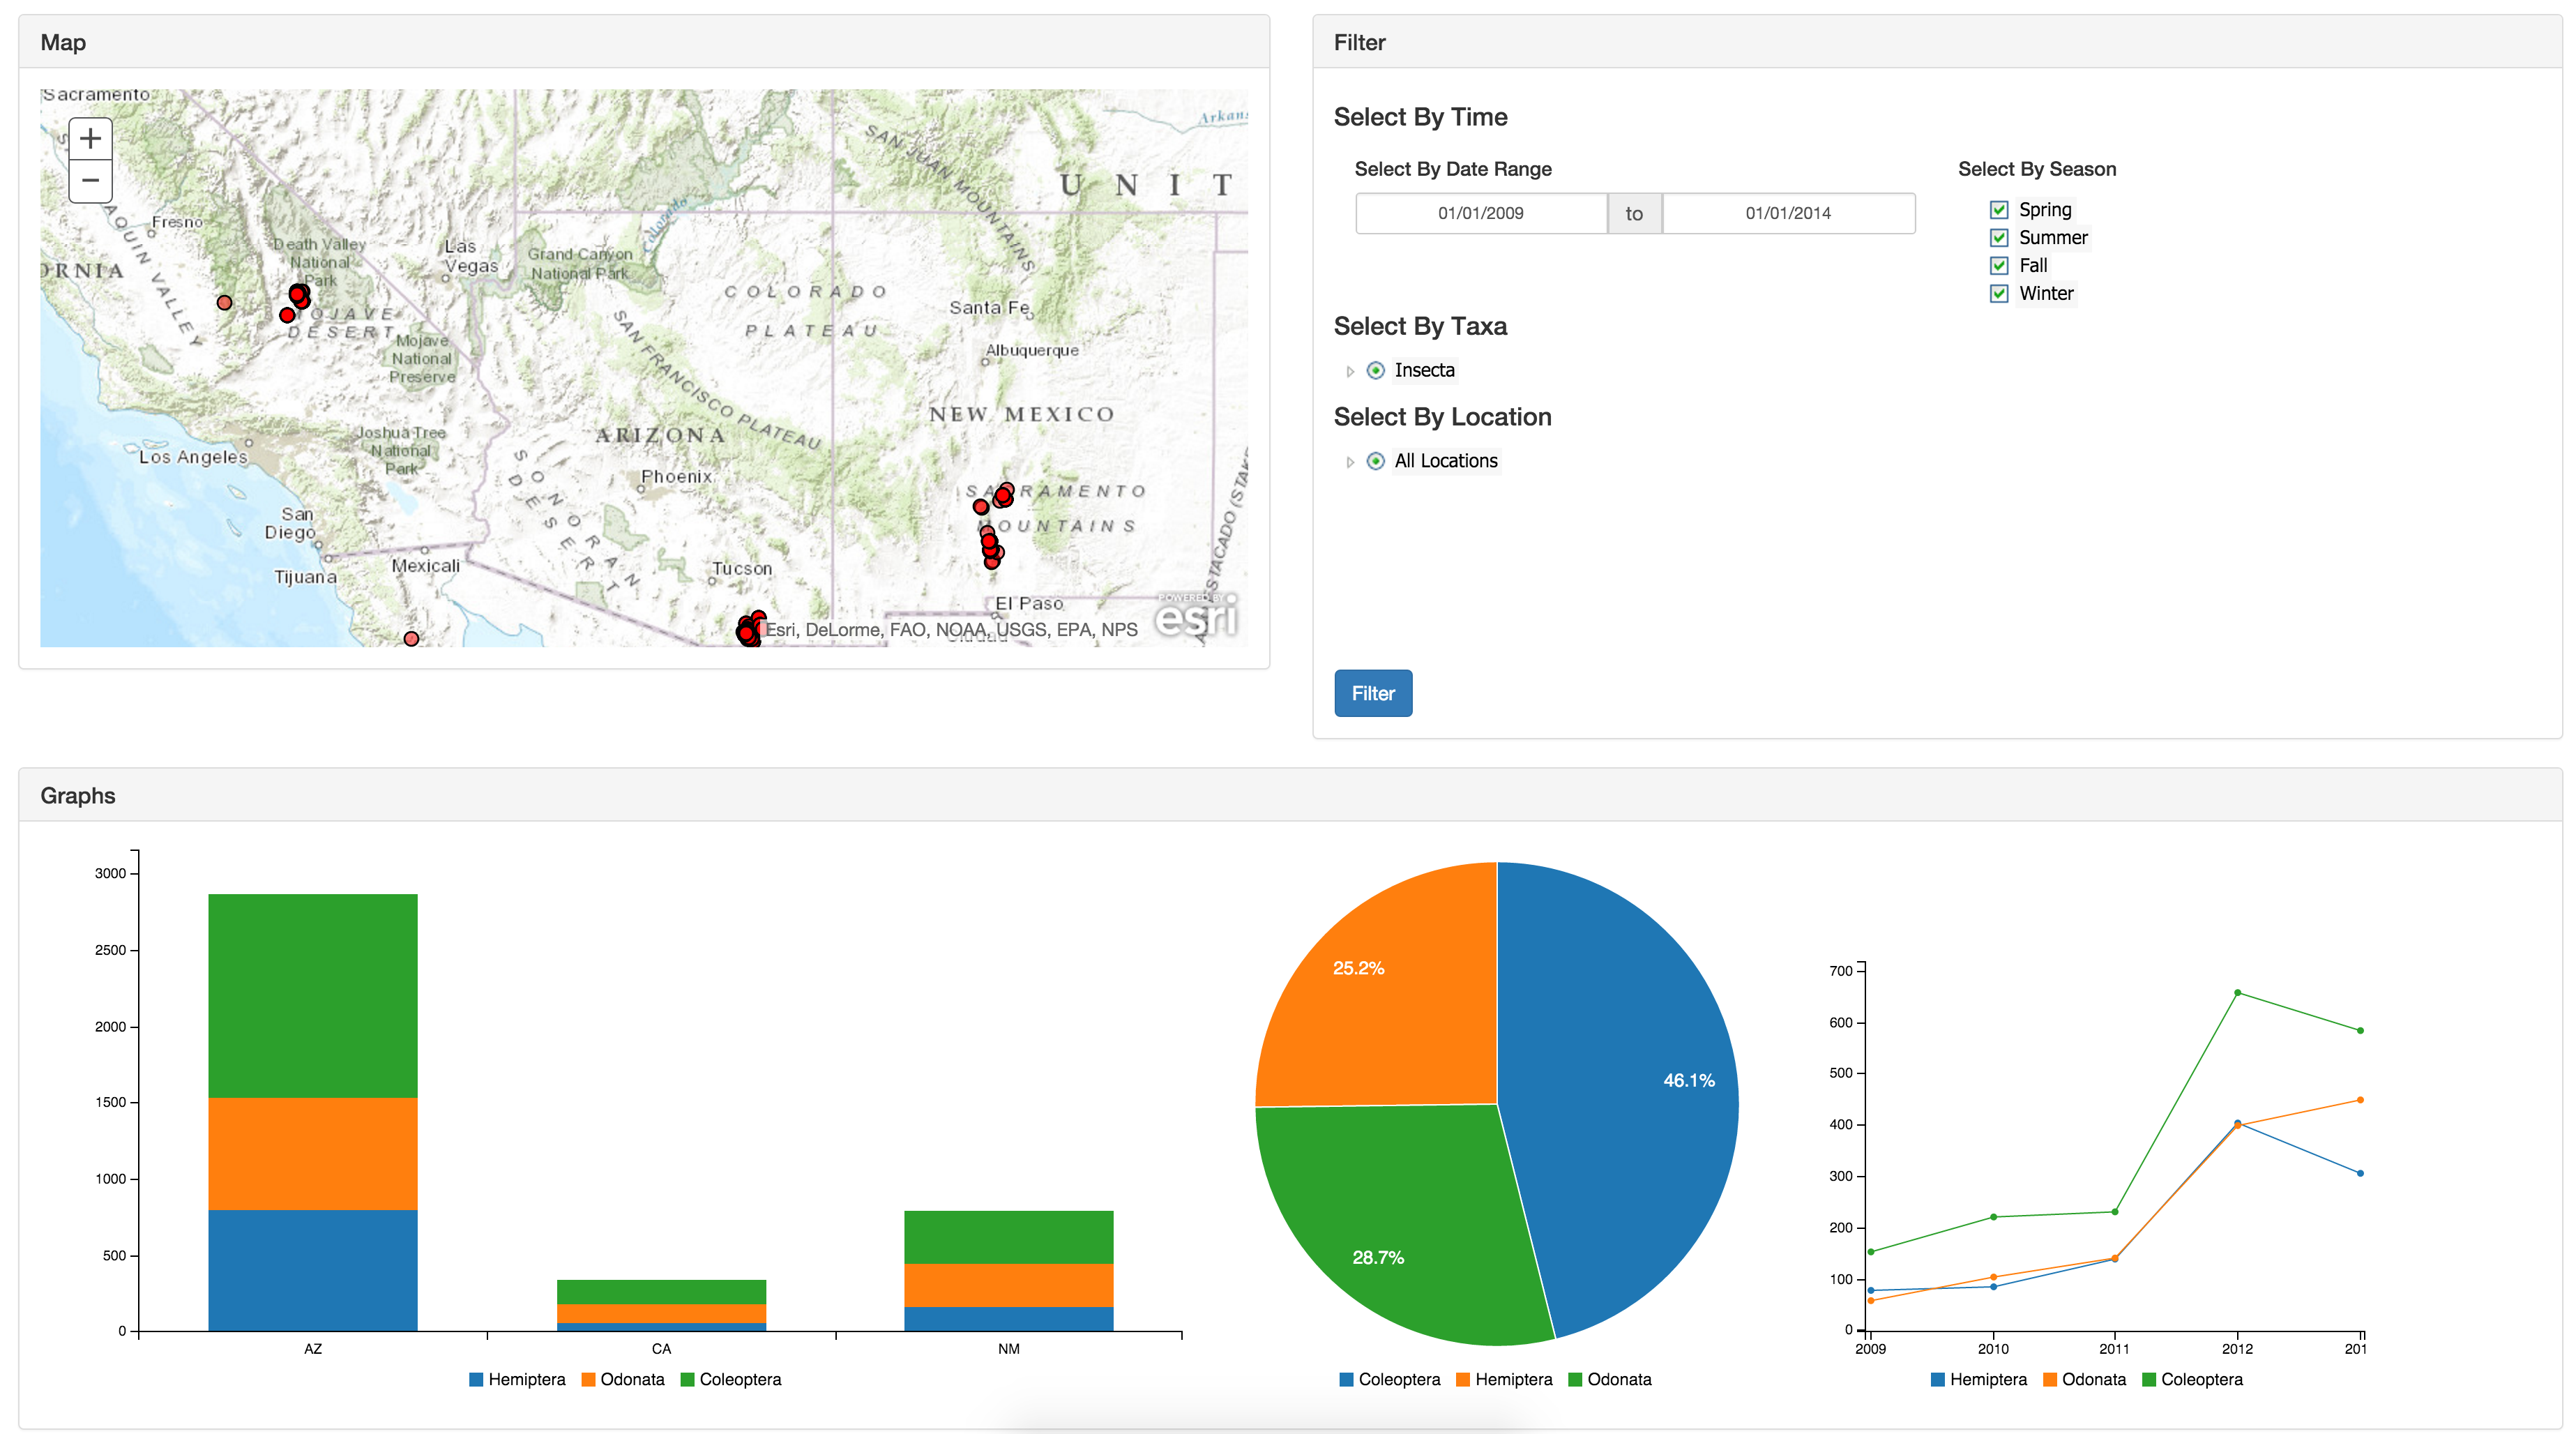 Map
Sacramento
+
−
Fresno
Death Valley
National
Park
Las
Vegas
Grand Canyon
National Park
Colorado
SAN JUAN MOUNTAINS
Arkans
UNIT
ORNIA
AQUIN VALLEY
MOJAVE
DESERT
Mojave
National
Preserve
COLORADO
PLATEAU
Santa Fe
Albuquerque
SAN FRANCISCO PLATEAU
NEW MEXICO
ARIZONA
Joshua Tree
National
Park
Los Angeles
Phoenix
SONORAN
DESERT
SACRAMENTO
MOUNTAINS
San
Diego
Tijuana
Mexicali
Tucson
El Paso
ESTACADO (STAK
Esri, DeLorme, FAO, NOAA, USGS, EPA, NPS
POWERED BY
esri
Filter
Select By Time
Select By Date Range
01/01/2009 to 01/01/2014
Select By Season
Spring
Summer
Fall
Winter
Select By Taxa
Insecta
Select By Location
All Locations
Filter
Graphs
3000
2500
2000
1500
1000
500
0
AZ CA NM
Hemiptera Odonata Coleoptera
25.2%
46.1%
28.7%
Coleoptera Hemiptera Odonata
700
600
500
400
300
200
100
0
2009 2010 2011 2012 201
Hemiptera Odonata Coleoptera